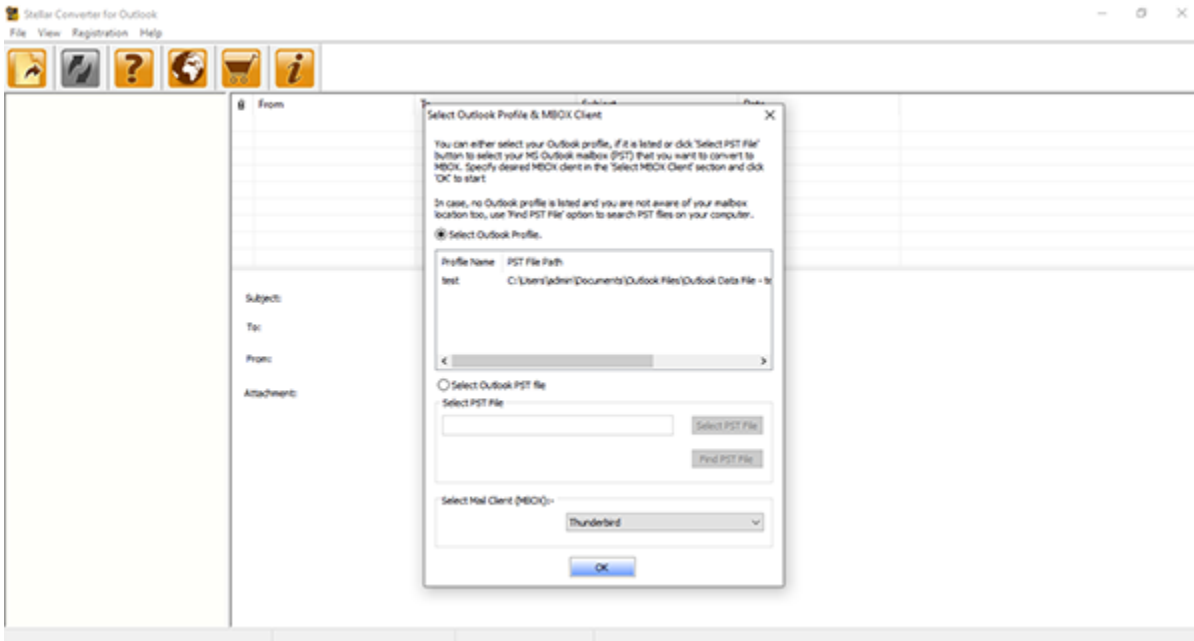 Stellar Converter for Outlook
File View Registration Help
From To Subject Date
Select Outlook Profile & MBOX Client
You can either select your Outlook profile, if it is listed or click 'Select PST File'
button to select your MS Outlook mailbox (PST) that you want to convert to
MBOX. Specify desired MBOX client in the 'Select MBOX Client' section and click
'OK' to start
In case, no Outlook profile is listed and you are not aware of your mailbox
location too, use 'Find PST File' option to search PST files on your computer.
Select Outlook Profile.
Profile Name PST File Path
test C:\Users\admin\Documents\Outlook Files\Outlook Data File - te
Subject:
To:
From:
Attachment:
Select Outlook PST file
Select PST File
Select PST File
Find PST File
Select Mail Client (MBOX):-
Thunderbird
OK